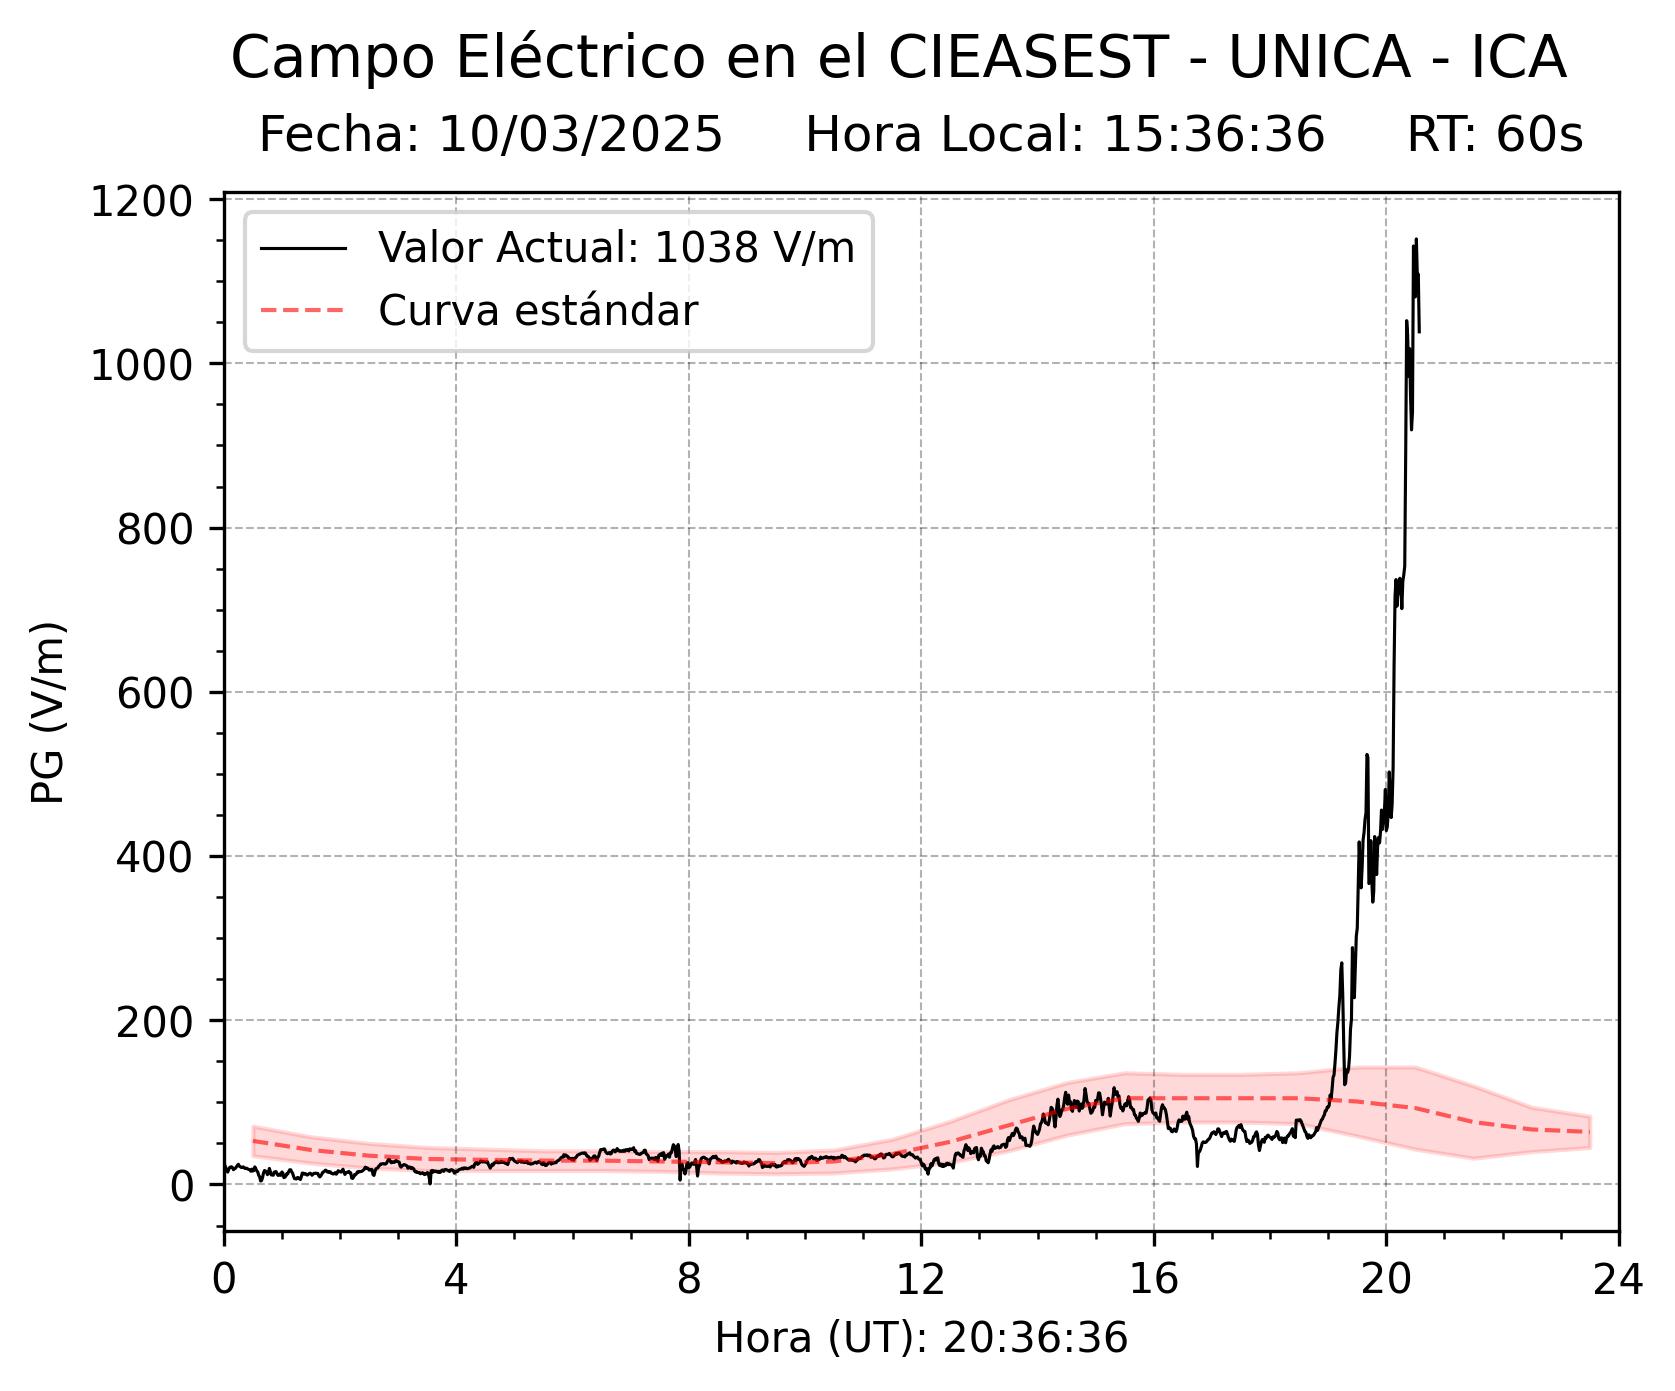 Campo Eléctrico en el CIEASEST - UNICA - ICA
Fecha: 10/03/2025 Hora Local: 15:36:36 RT: 60s
Valor Actual: 1038 V/m
Curva estándar
PG (V/m)
1200
1000
800
600
400
200
0
0 4 8 12 16 20 24
Hora (UT): 20:36:36